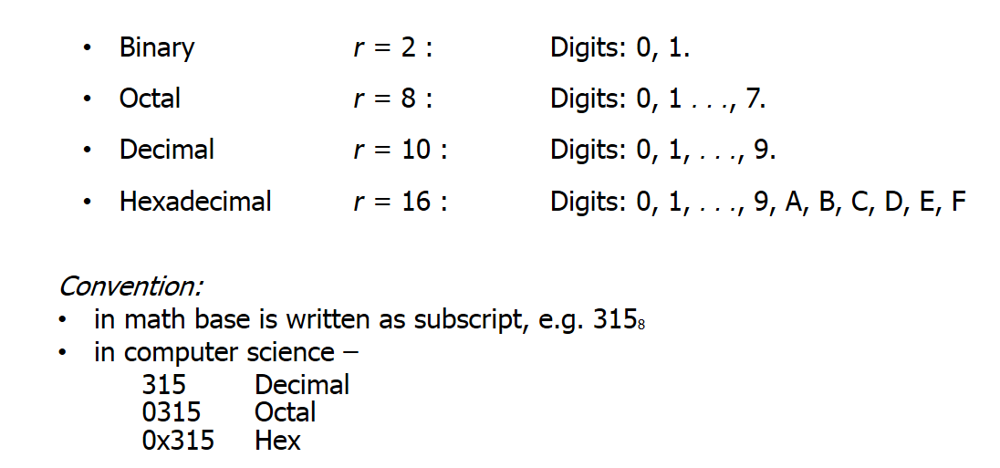 • Binary r = 2 : Digits: 0, 1.
• Octal r = 8 : Digits: 0, 1 . . ., 7.
• Decimal r = 10 : Digits: 0, 1, . . ., 9.
• Hexadecimal r = 16 : Digits: 0, 1, . . ., 9, A, B, C, D, E, F
Convention:
• in math base is written as subscript, e.g. 315₈
• in computer science –
315 Decimal
0315 Octal
0x315 Hex